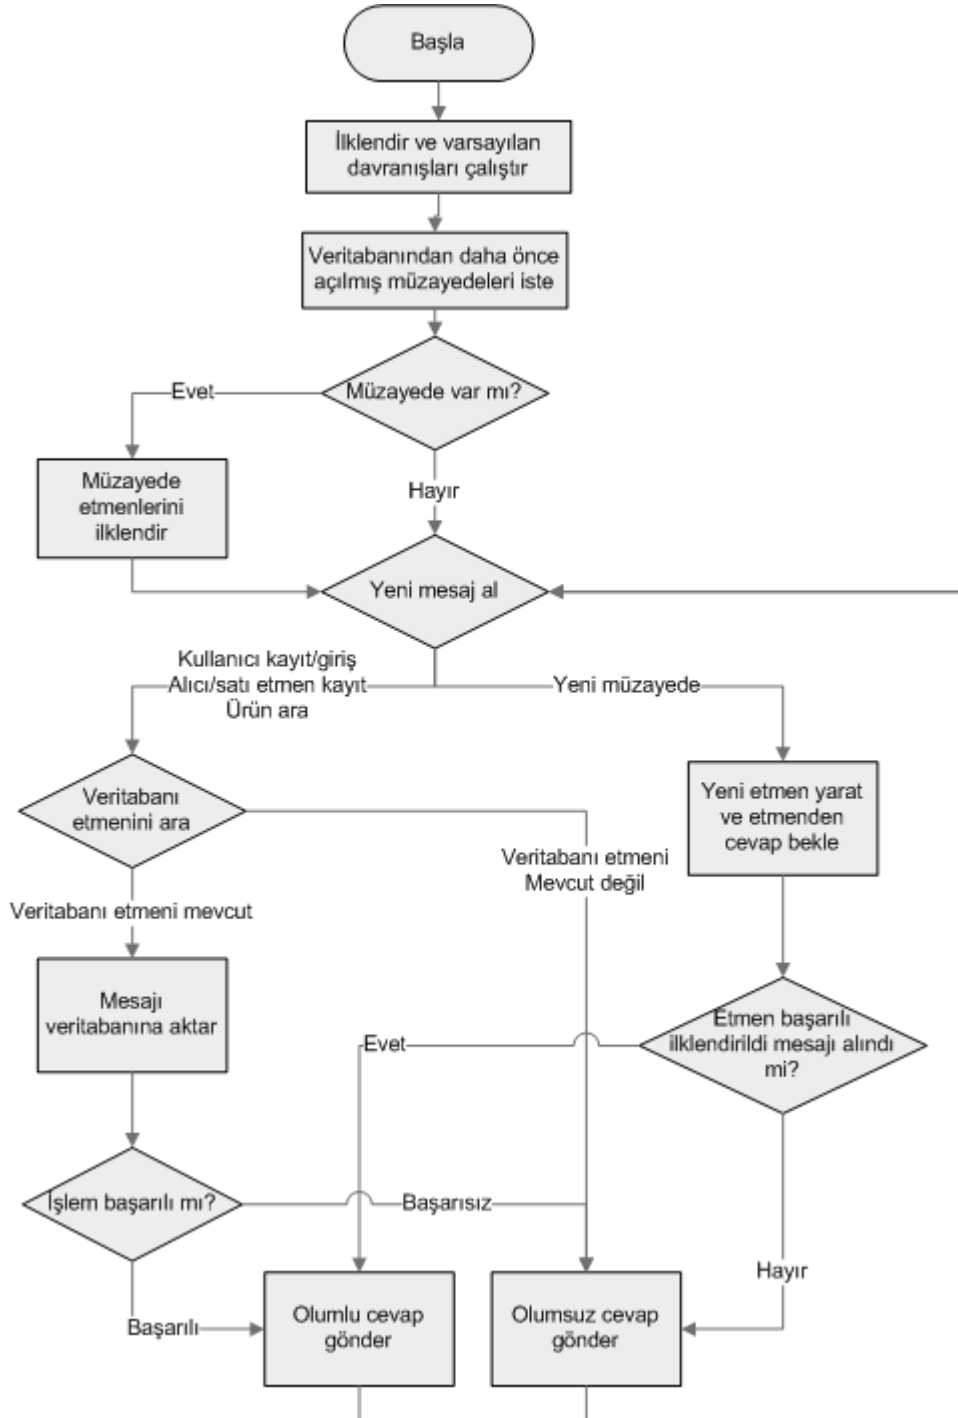 Başla
İlklendir ve varsayılan
davranışları çalıştır
Veritabanından daha önce
açılmış müzayedeleri iste
Müzayede var mı?
Evet
Müzayede
etmenlerini
ilklendir
Hayır
Yeni mesaj al
Kullanıcı kayıt/giriş
Alıcı/satı etmen kayıt
Ürün ara
Yeni müzayede
Veritabanı
etmenini ara
Yeni etmen yarat
ve etmenden
cevap bekle
Veritabanı etmeni
Mevcut değil
Veritabanı etmeni mevcut
Mesajı
veritabanına aktar
Etmen başarılı
ilklendirildi mesajı alındı
mi?
Evet
İşlem başarılı mı?
Başarısız
Hayır
Başarılı
Olumlu cevap
gönder
Olumsuz cevap
gönder